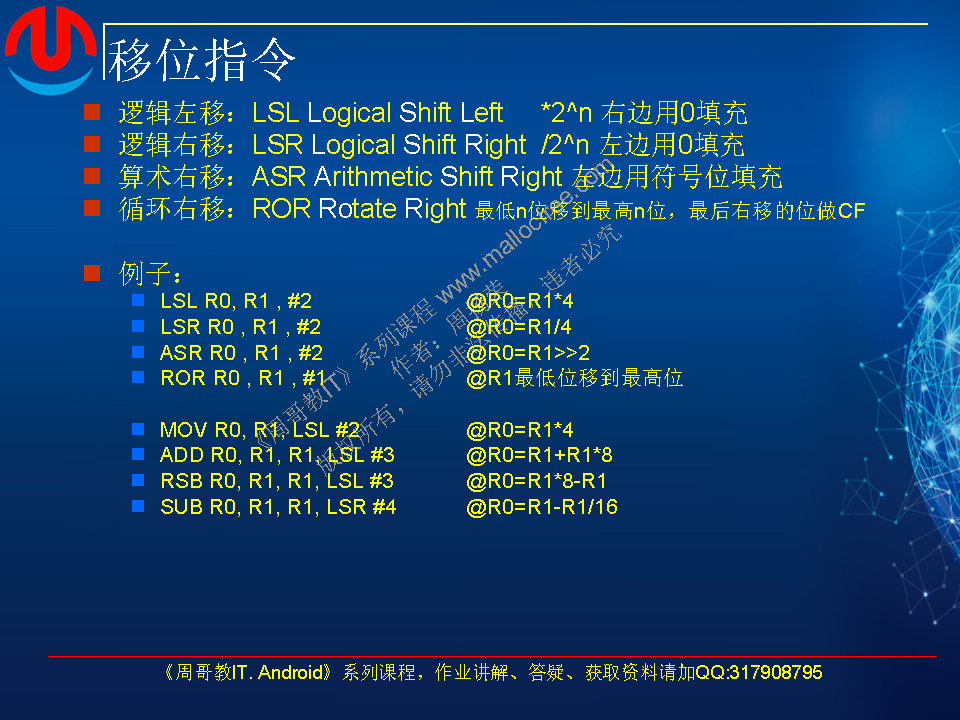 移位指令
逻辑左移：LSL Logical Shift Left *2^n 右边用0填充
逻辑右移：LSR Logical Shift Right /2^n 左边用0填充
算术右移：ASR Arithmetic Shift Right 左边用符号位填充
循环右移：ROR Rotate Right 最低n位移到最高n位，最后右移的位做CF
例子：
LSL R0, R1 , #2 @R0=R1*4
LSR R0 , R1 , #2 @R0=R1/4
ASR R0 , R1 , #2 @R0=R1>>2
ROR R0 , R1 , #1 @R1最低位移到最高位
MOV R0, R1, LSL #2 @R0=R1*4
ADD R0, R1, R1, LSL #3 @R0=R1+R1*8
RSB R0, R1, R1, LSL #3 @R0=R1*8-R1
SUB R0, R1, R1, LSR #4 @R0=R1-R1/16
《周哥教IT》系列课程 www.mallocfree.com
作者：周
版权所有，请勿非法传播，违者必究
《周哥教IT. Android》系列课程，作业讲解、答疑、获取资料请加QQ:317908795